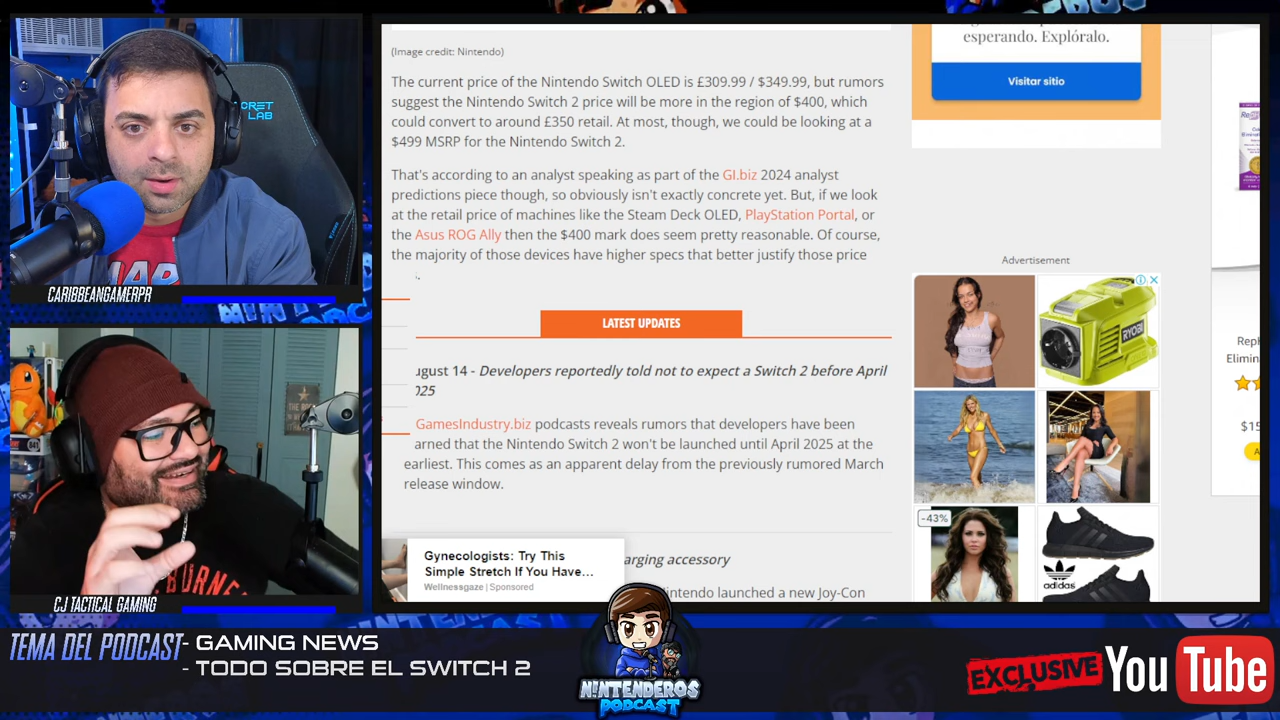 CRET
LAB
CARIBBEANGAMERPR
CJ TACTICAL GAMING
(Image credit: Nintendo)
The current price of the Nintendo Switch OLED is £309.99 / $349.99, but rumors
suggest the Nintendo Switch 2 price will be more in the region of $400, which
could convert to around £350 retail. At most, though, we could be looking at a
$499 MSRP for the Nintendo Switch 2.
That's according to an analyst speaking as part of the GI.biz 2024 analyst
predictions piece though, so obviously isn't exactly concrete yet. But, if we look
at the retail price of machines like the Steam Deck OLED, PlayStation Portal, or
the Asus ROG Ally then the $400 mark does seem pretty reasonable. Of course,
the majority of those devices have higher specs that better justify those price
LATEST UPDATES
ugust 14 - Developers reportedly told not to expect a Switch 2 before April
025
GamesIndustry.biz podcasts reveals rumors that developers have been
arned that the Nintendo Switch 2 won't be launched until April 2025 at the
earliest. This comes as an apparent delay from the previously rumored March
release window.
arging accessory
intendo launched a new Joy-Con
Gynecologists: Try This
Simple Stretch If You Have...
Wellnessgaze | Sponsored
esperando. Explóralo.
Visitar sitio
Advertisement
RYOBI
-43%
adidas
Elimin
$15
TEMA DEL PODCAST
- GAMING NEWS
- TODO SOBRE EL SWITCH 2
NINTENDEROS
PODCAST
EXCLUSIVE
YouTube